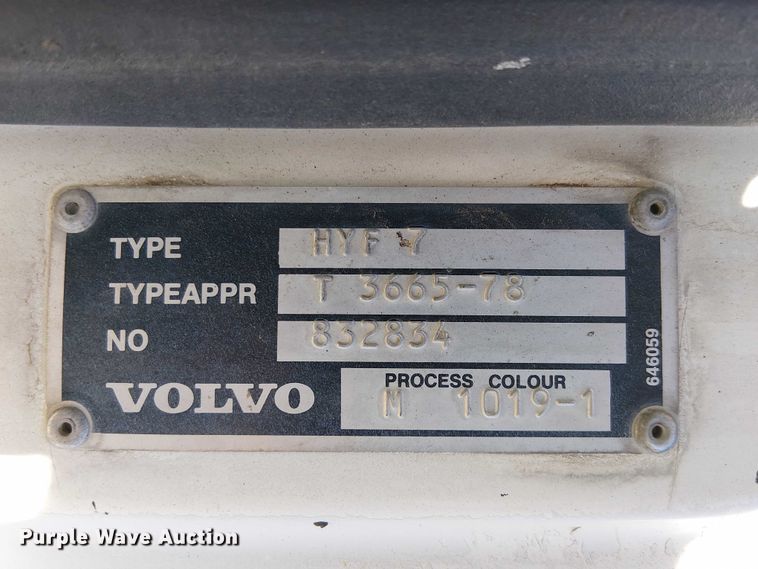 TYPE HYF 7
TYPEAPPR T 3665-78
NO 832834
646059
VOLVO
PROCESS COLOUR
M 1019-1
Purple Wave Auction